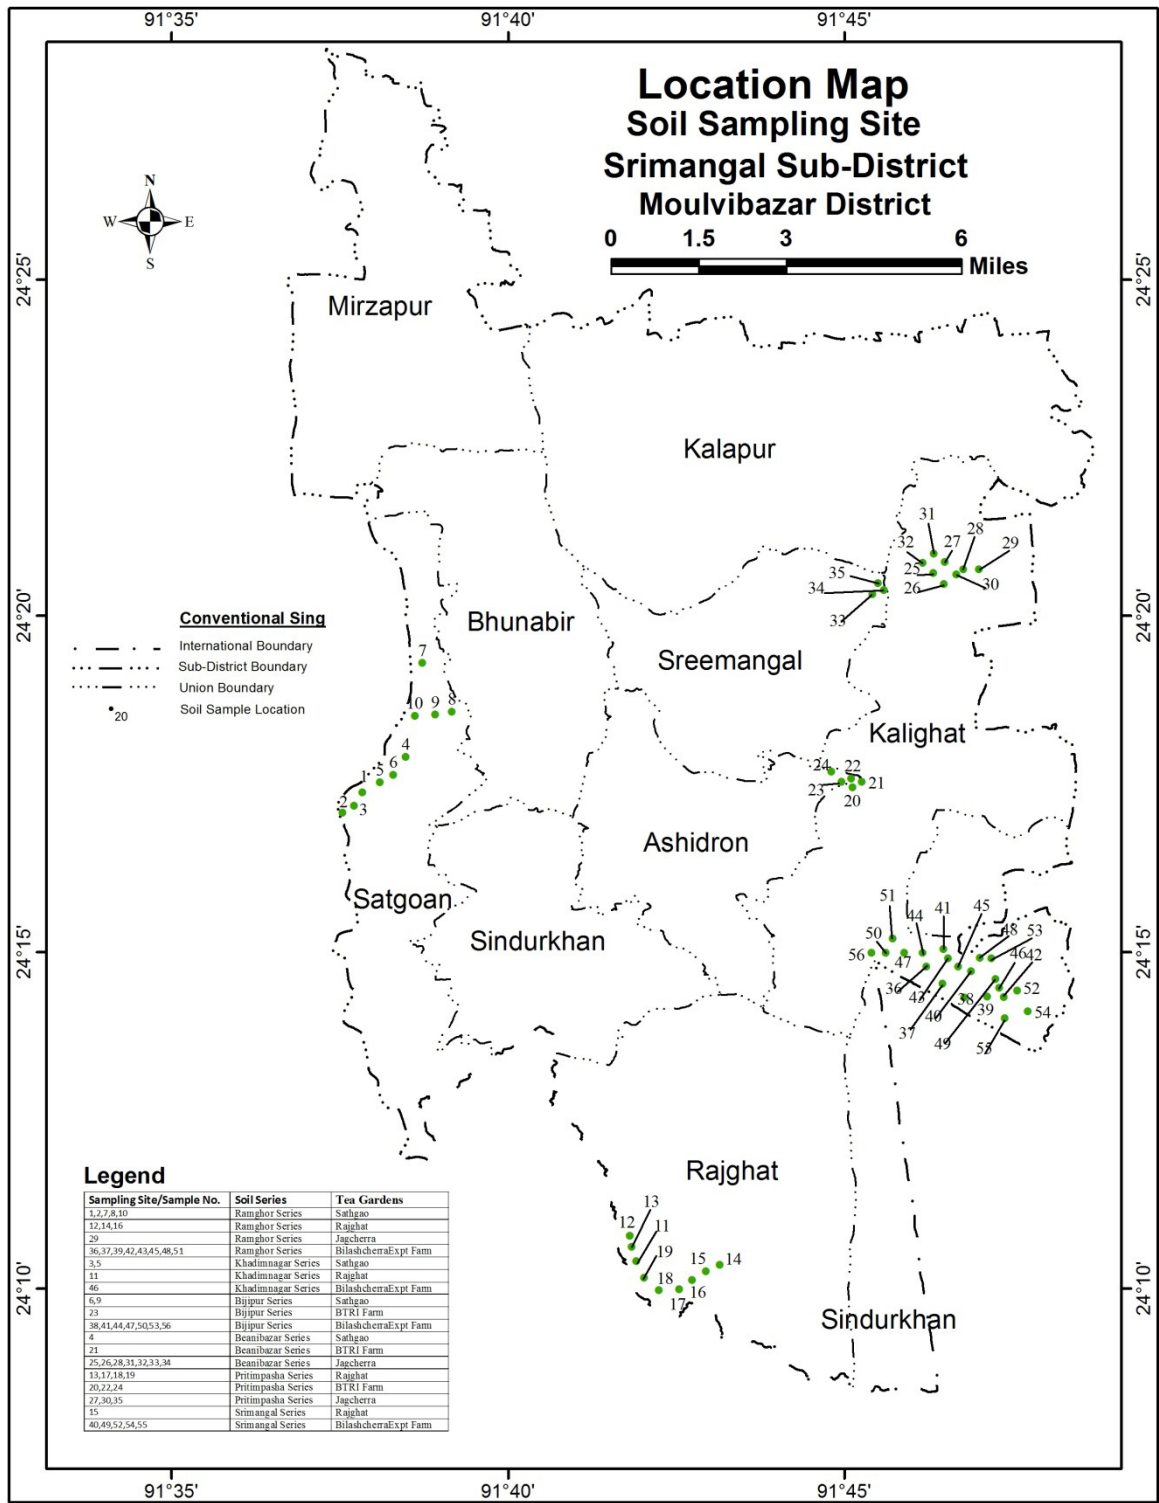 91°35' 91°40' 91°45'
Location Map
Soil Sampling Site
Srimangal Sub-District
Moulvibazar District
0 1.5 3 6
Miles
N
W E
S
24°25' 24°25'
Mirzapur
Kalapur
31
28
32 27 29
35 25
34 26 30
33
24°20' 24°20'
Bhunabir
Conventional Sing
International Boundary
Sub-District Boundary
Union Boundary
20 Soil Sample Location
7
Sreemangal
10 9 8
Kalighat
4
6
5
1
2 3
24 22
23 21
20
Ashidron
Satgoan
Sindurkhan
51 44 41 45
50 48 53
56 47 46 42
24°15' 24°15'
36 43 38 39 52
37 40 54
49 55
Rajghat
13
12 11
19 15 14
18 16
17
24°10' 24°10'
Sindurkhan
Legend
Sampling Site/Sample No. Soil Series Tea Gardens
1,2,7,8,10 Ramghor Series Sathgao
12,14,16 Ramghor Series Rajghat
29 Ramghor Series Jagcherra
36,37,39,42,43,45,48,51 Ramghor Series BilashcherraExpt Farm
3,5 Khadimnagar Series Sathgao
11 Khadimnagar Series Rajghat
46 Khadimnagar Series BilashcherraExpt Farm
6,9 Bijipur Series Sathgao
23 Bijipur Series BTRI Farm
38,41,44,47,50,53,56 Bijipur Series BilashcherraExpt Farm
4 Beanibazar Series Sathgao
21 Beanibazar Series BTRI Farm
25,26,28,31,32,33,34 Beanibazar Series Jagcherra
13,17,18,19 Pritimpasha Series Rajghat
20,22,24 Pritimpasha Series BTRI Farm
27,30,35 Pritimpasha Series Jagcherra
15 Srimangal Series Rajghat
40,49,52,54,55 Srimangal Series BilashcherraExpt Farm
91°35' 91°40' 91°45'